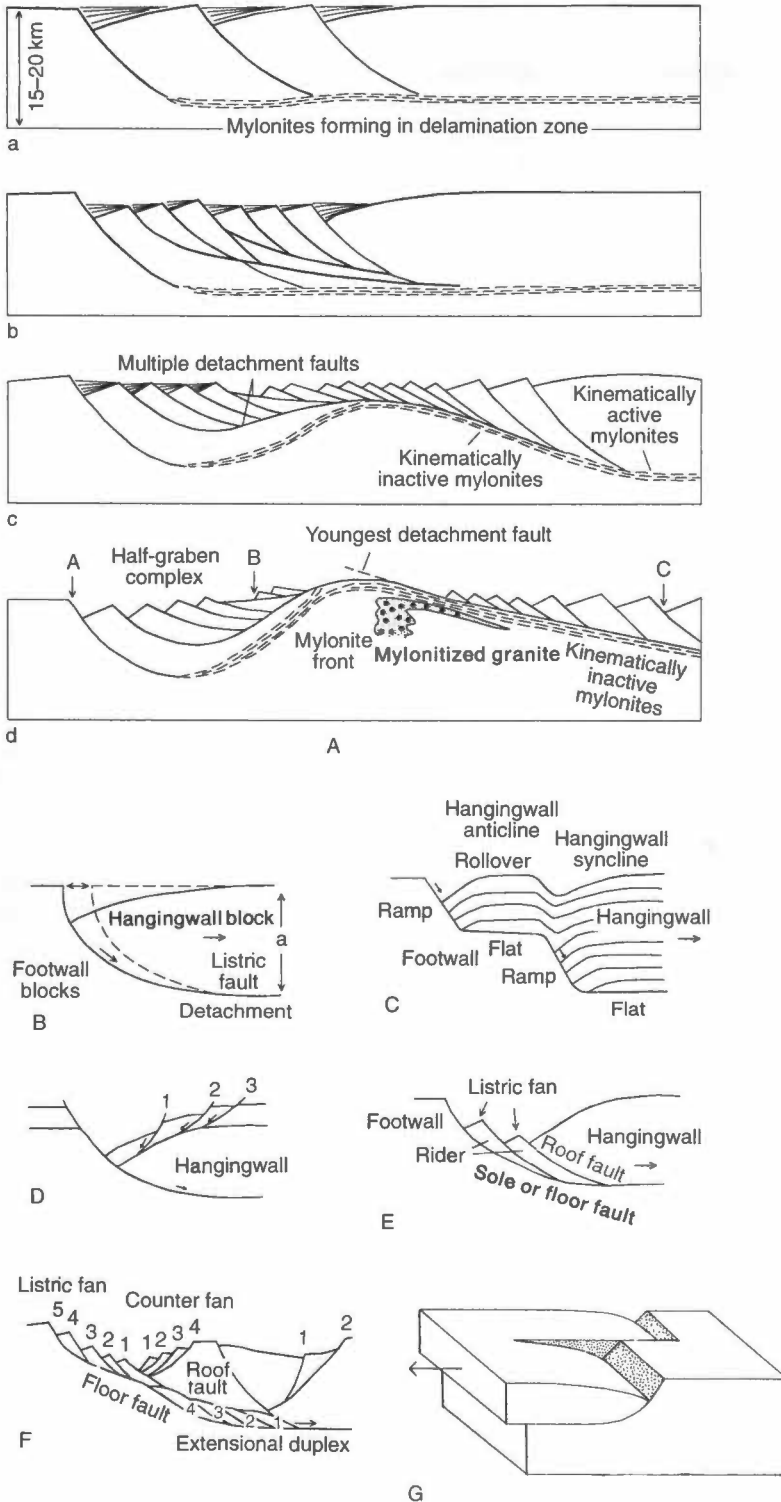 15–20 km
Mylonites forming in delamination zone
a
b
Multiple detachment faults
Kinematically
active
mylonites
Kinematically
inactive mylonites
c
Youngest detachment fault
A
Half-graben
complex
B
C
Mylonite
front
Mylonitized granite
Kinematically
inactive
mylonites
d
A
Hangingwall block
a
Footwall
blocks
Listric
fault
Detachment
B
Hangingwall
anticline
Rollover
Hangingwall
syncline
Ramp
Hangingwall
Footwall
Flat
Ramp
Flat
C
1 2 3
Hangingwall
D
Listric fan
Footwall
Hangingwall
Rider
Roof fault
Sole or floor fault
E
Listric fan
5 4 3 2 1
Counter fan
1 2 3 4
1 2
Roof
fault
Floor fault
4 3 2 1
Extensional duplex
F
G